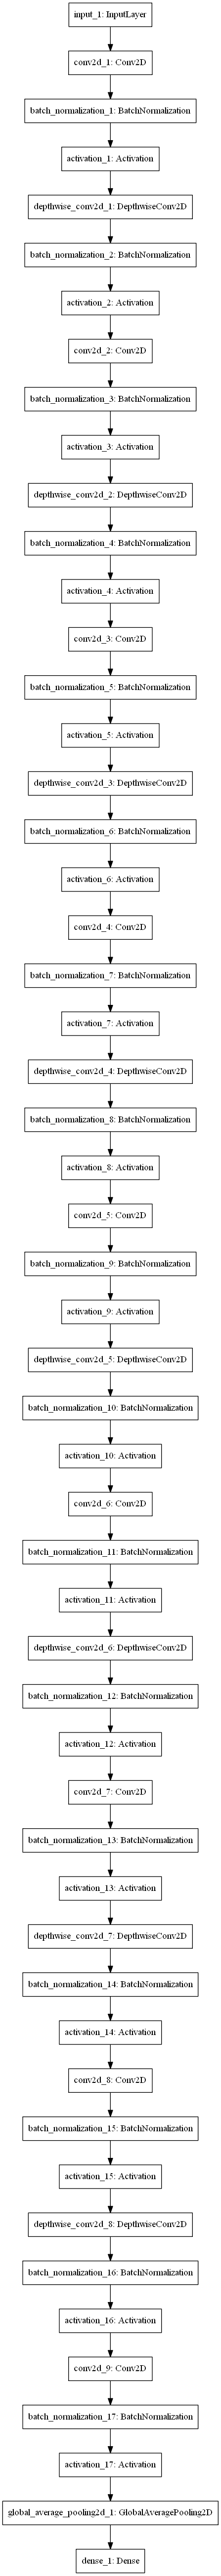 input_1: InputLayer
conv2d_1: Conv2D
batch_normalization_1: BatchNormalization
activation_1: Activation
depthwise_conv2d_1: DepthwiseConv2D
batch_normalization_2: BatchNormalization
activation_2: Activation
conv2d_2: Conv2D
batch_normalization_3: BatchNormalization
activation_3: Activation
depthwise_conv2d_2: DepthwiseConv2D
batch_normalization_4: BatchNormalization
activation_4: Activation
conv2d_3: Conv2D
batch_normalization_5: BatchNormalization
activation_5: Activation
depthwise_conv2d_3: DepthwiseConv2D
batch_normalization_6: BatchNormalization
activation_6: Activation
conv2d_4: Conv2D
batch_normalization_7: BatchNormalization
activation_7: Activation
depthwise_conv2d_4: DepthwiseConv2D
batch_normalization_8: BatchNormalization
activation_8: Activation
conv2d_5: Conv2D
batch_normalization_9: BatchNormalization
activation_9: Activation
depthwise_conv2d_5: DepthwiseConv2D
batch_normalization_10: BatchNormalization
activation_10: Activation
conv2d_6: Conv2D
batch_normalization_11: BatchNormalization
activation_11: Activation
depthwise_conv2d_6: DepthwiseConv2D
batch_normalization_12: BatchNormalization
activation_12: Activation
conv2d_7: Conv2D
batch_normalization_13: BatchNormalization
activation_13: Activation
depthwise_conv2d_7: DepthwiseConv2D
batch_normalization_14: BatchNormalization
activation_14: Activation
conv2d_8: Conv2D
batch_normalization_15: BatchNormalization
activation_15: Activation
depthwise_conv2d_8: DepthwiseConv2D
batch_normalization_16: BatchNormalization
activation_16: Activation
conv2d_9: Conv2D
batch_normalization_17: BatchNormalization
activation_17: Activation
global_average_pooling2d_1: GlobalAveragePooling2D
dense_1: Dense